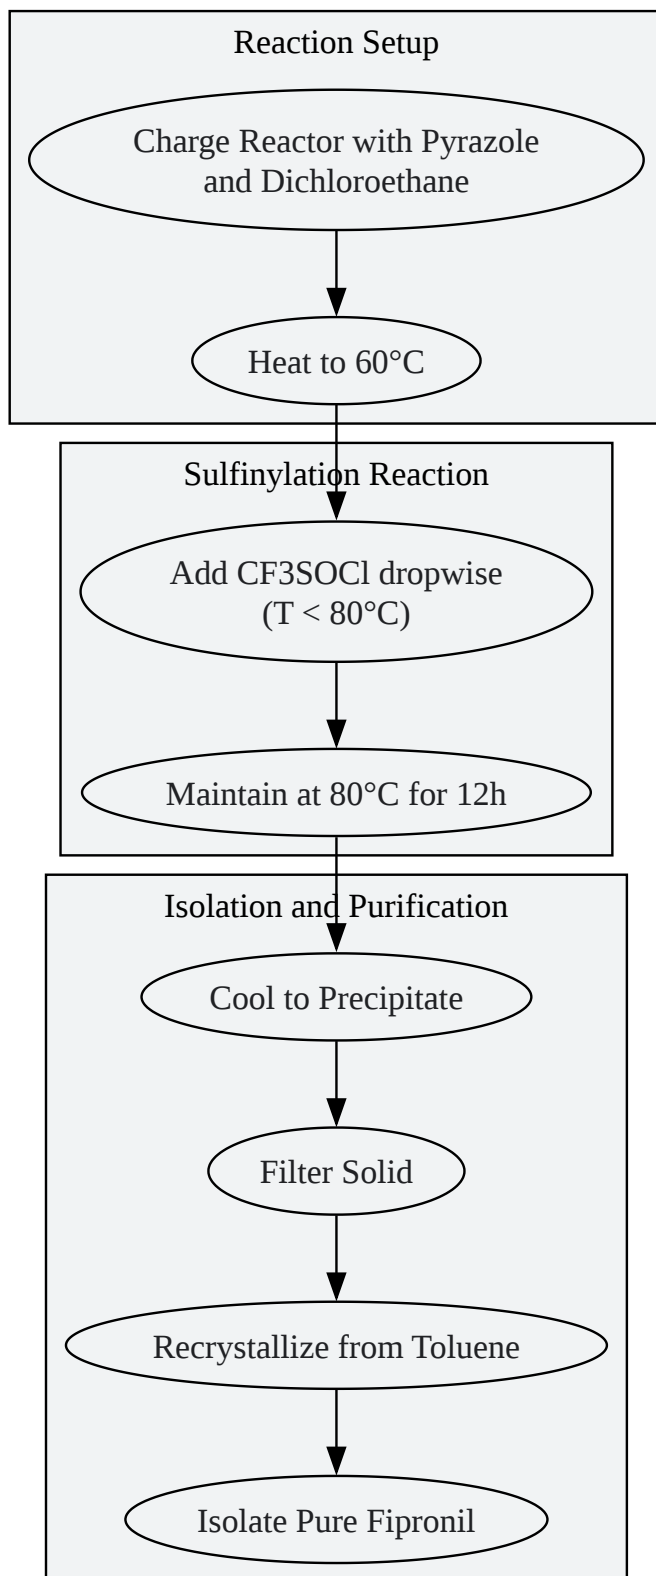 Reaction Setup
Charge Reactor with Pyrazole
and Dichloroethane
Heat to 60°C
Sulfinylation Reaction
Add CF3SOCl dropwise
(T < 80°C)
Maintain at 80°C for 12h
Isolation and Purification
Cool to Precipitate
Filter Solid
Recrystallize from Toluene
Isolate Pure Fipronil